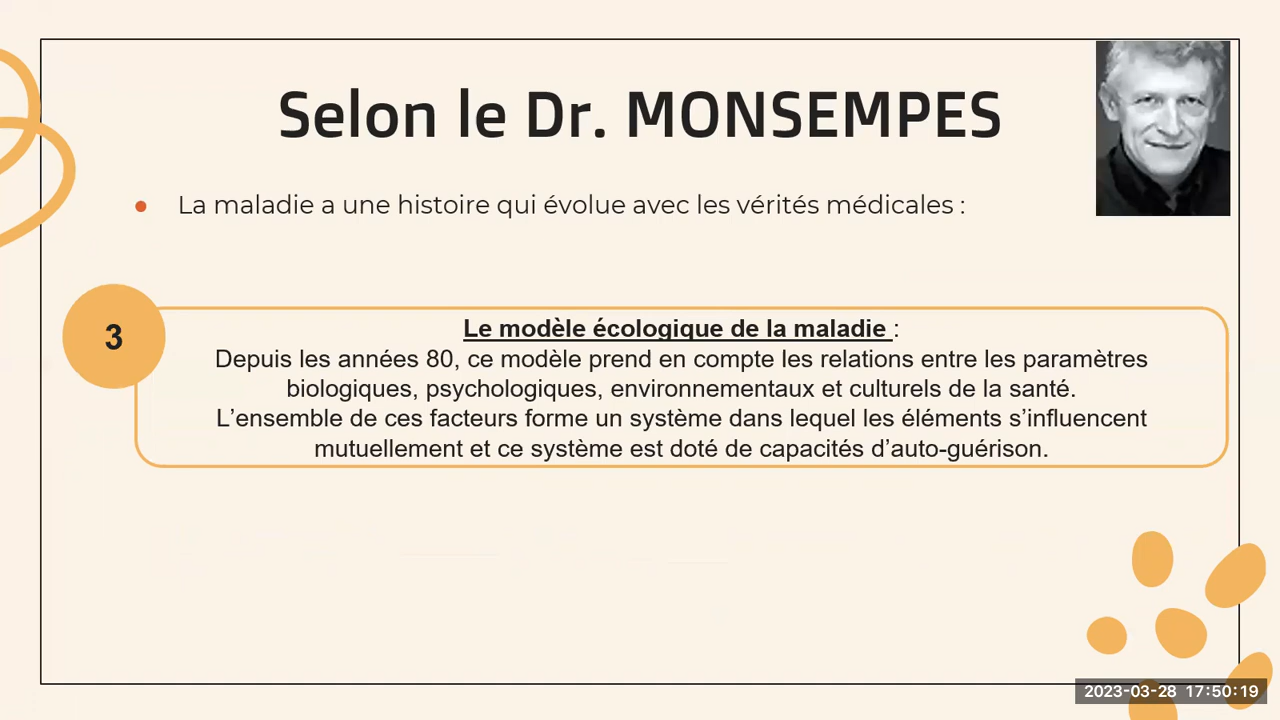 Selon le Dr. MONSEMPES
La maladie a une histoire qui évolue avec les vérités médicales :
3
Le modèle écologique de la maladie :
Depuis les années 80, ce modèle prend en compte les relations entre les paramètres
biologiques, psychologiques, environnementaux et culturels de la santé.
L’ensemble de ces facteurs forme un système dans lequel les éléments s’influencent
mutuellement et ce système est doté de capacités d’auto-guérison.
2023-03-28 17:50:19